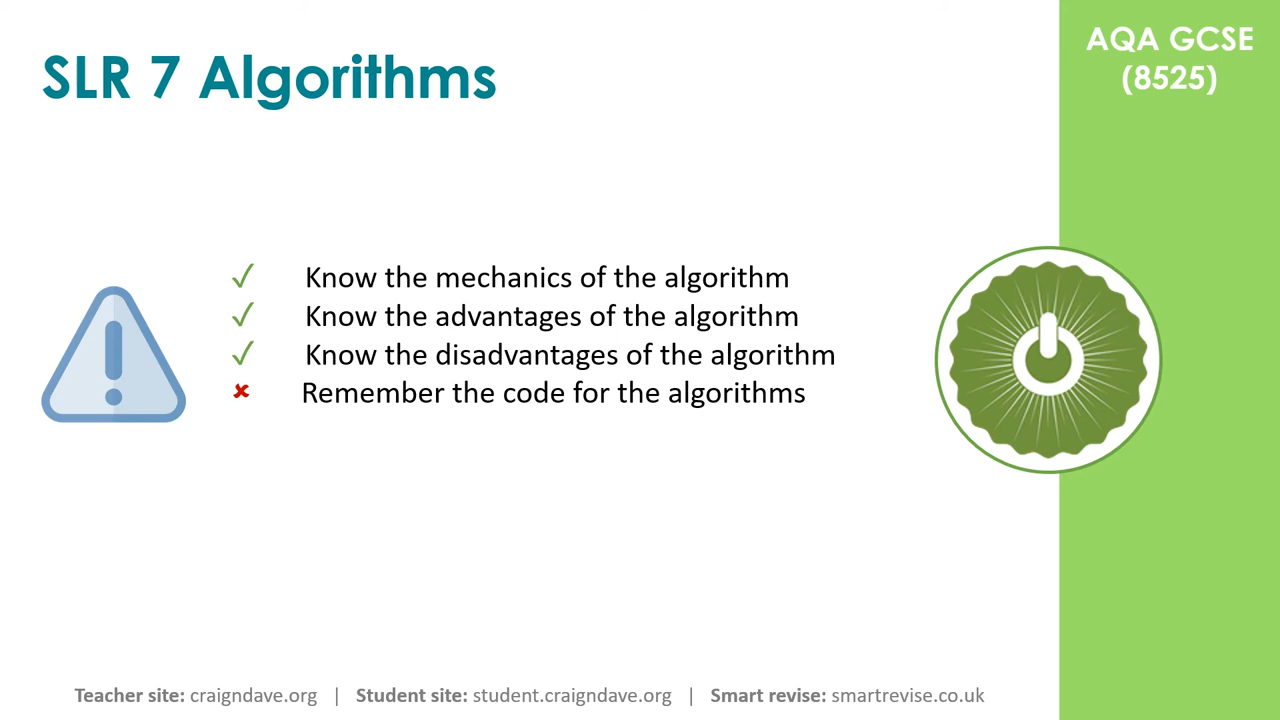 SLR 7 Algorithms
AQA GCSE
(8525)
✓ Know the mechanics of the algorithm
✓ Know the advantages of the algorithm
✓ Know the disadvantages of the algorithm
✘ Remember the code for the algorithms
Teacher site: craigndave.org | Student site: student.craigndave.org | Smart revise: smartrevise.co.uk